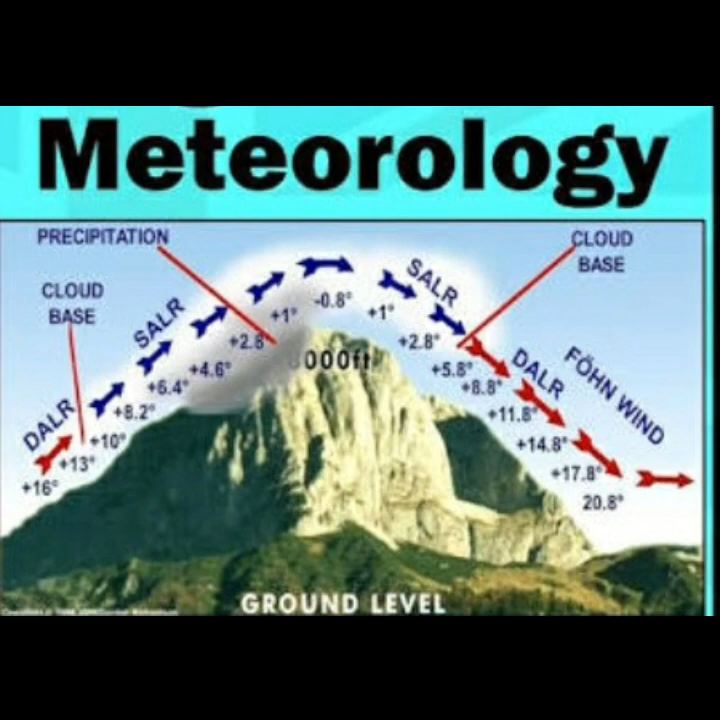 Meteorology
PRECIPITATION
CLOUD
BASE
CLOUD
BASE
SALR
SALR
DALR
DALR
FÖHN WIND
+16°
+13°
+10°
+8.2°
+6.4°
+4.6°
+2.8°
+1°
-0.8°
+1°
+2.8°
+5.8°
+8.8°
+11.8°
+14.8°
+17.8°
20.8°
000ft
GROUND LEVEL